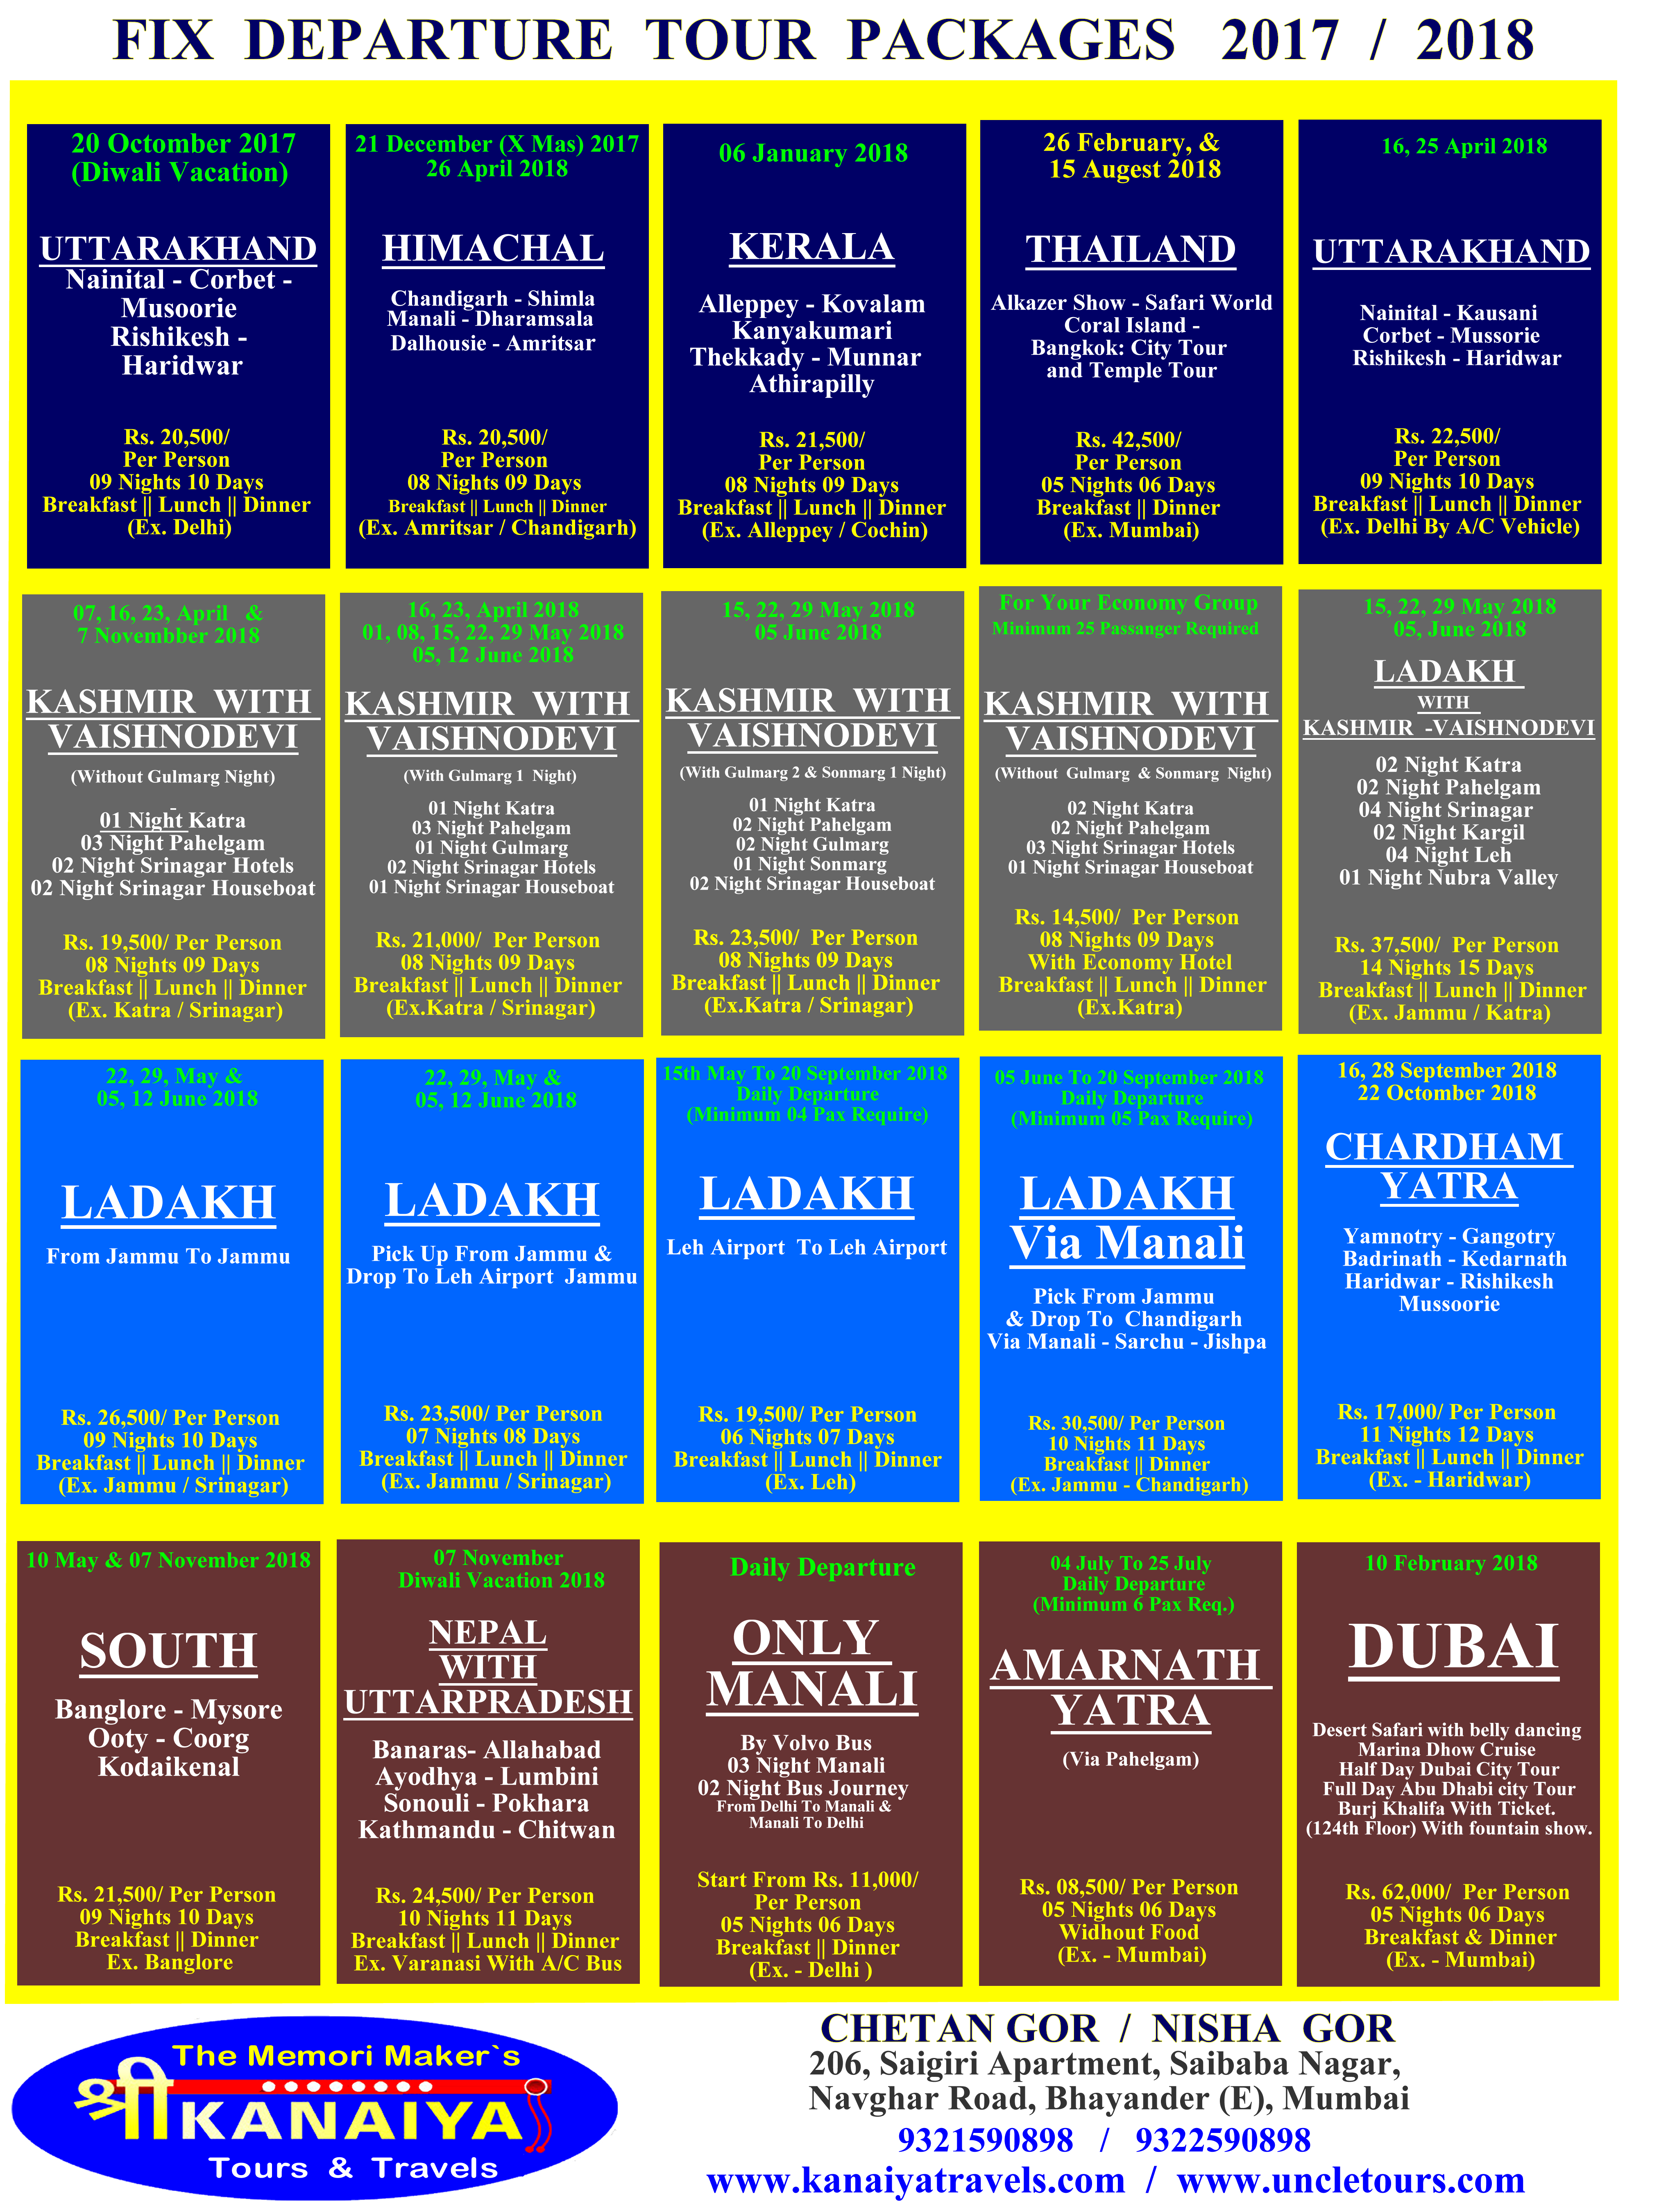 FIX DEPARTURE TOUR PACKAGES 2017 / 2018
20 Octomber 2017
(Diwali Vacation)
UTTARAKHAND
Nainital - Corbet -
Musoorie
Rishikesh -
Haridwar
Rs. 20,500/
Per Person
09 Nights 10 Days
Breakfast || Lunch || Dinner
(Ex. Delhi)
21 December (X Mas) 2017
26 April 2018
HIMACHAL
Chandigarh - Shimla
Manali - Dharamsala
Dalhousie - Amritsar
Rs. 20,500/
Per Person
08 Nights 09 Days
Breakfast || Lunch || Dinner
(Ex. Amritsar / Chandigarh)
06 January 2018
KERALA
Alleppey - Kovalam
Kanyakumari
Thekkady - Munnar
Athirapilly
Rs. 21,500/
Per Person
08 Nights 09 Days
Breakfast || Lunch || Dinner
(Ex. Alleppey / Cochin)
26 February, &
15 Augest 2018
THAILAND
Alkazer Show - Safari World
Coral Island -
Bangkok: City Tour
and Temple Tour
Rs. 42,500/
Per Person
05 Nights 06 Days
Breakfast || Dinner
(Ex. Mumbai)
16, 25 April 2018
UTTARAKHAND
Nainital - Kausani
Corbet - Mussorie
Rishikesh - Haridwar
Rs. 22,500/
Per Person
09 Nights 10 Days
Breakfast || Lunch || Dinner
(Ex. Delhi By A/C Vehicle)
07, 16, 23, April &
7 Novembber 2018
KASHMIR WITH
VAISHNODEVI
(Without Gulmarg Night)
-
01 Night Katra
03 Night Pahelgam
02 Night Srinagar Hotels
02 Night Srinagar Houseboat
Rs. 19,500/ Per Person
08 Nights 09 Days
Breakfast || Lunch || Dinner
(Ex. Katra / Srinagar)
16, 23, April 2018
01, 08, 15, 22, 29 May 2018
05, 12 June 2018
KASHMIR WITH
VAISHNODEVI
(With Gulmarg 1 Night)
01 Night Katra
03 Night Pahelgam
01 Night Gulmarg
02 Night Srinagar Hotels
01 Night Srinagar Houseboat
Rs. 21,000/ Per Person
08 Nights 09 Days
Breakfast || Lunch || Dinner
(Ex.Katra / Srinagar)
15, 22, 29 May 2018
05 June 2018
KASHMIR WITH
VAISHNODEVI
(With Gulmarg 2 & Sonmarg 1 Night)
01 Night Katra
02 Night Pahelgam
02 Night Gulmarg
01 Night Sonmarg
02 Night Srinagar Houseboat
Rs. 23,500/ Per Person
08 Nights 09 Days
Breakfast || Lunch || Dinner
(Ex.Katra / Srinagar)
For Your Economy Group
Minimum 25 Passanger Required
KASHMIR WITH
VAISHNODEVI
(Without Gulmarg & Sonmarg Night)
02 Night Katra
02 Night Pahelgam
03 Night Srinagar Hotels
01 Night Srinagar Houseboat
Rs. 14,500/ Per Person
08 Nights 09 Days
With Economy Hotel
Breakfast || Lunch || Dinner
(Ex.Katra)
15, 22, 29 May 2018
05, June 2018
LADAKH
WITH
KASHMIR -VAISHNODEVI
02 Night Katra
02 Night Pahelgam
04 Night Srinagar
02 Night Kargil
04 Night Leh
01 Night Nubra Valley
Rs. 37,500/ Per Person
14 Nights 15 Days
Breakfast || Lunch || Dinner
(Ex. Jammu / Katra)
22, 29, May &
05, 12 June 2018
LADAKH
From Jammu To Jammu
Rs. 26,500/ Per Person
09 Nights 10 Days
Breakfast || Lunch || Dinner
(Ex. Jammu / Srinagar)
22, 29, May &
05, 12 June 2018
LADAKH
Pick Up From Jammu &
Drop To Leh Airport Jammu
Rs. 23,500/ Per Person
07 Nights 08 Days
Breakfast || Lunch || Dinner
(Ex. Jammu / Srinagar)
15th May To 20 September 2018
Daily Departure
(Minimum 04 Pax Require)
LADAKH
Leh Airport To Leh Airport
Rs. 19,500/ Per Person
06 Nights 07 Days
Breakfast || Lunch || Dinner
(Ex. Leh)
05 June To 20 September 2018
Daily Departure
(Minimum 05 Pax Require)
LADAKH
Via Manali
Pick From Jammu
& Drop To Chandigarh
Via Manali - Sarchu - Jishpa
Rs. 30,500/ Per Person
10 Nights 11 Days
Breakfast || Dinner
(Ex. Jammu - Chandigarh)
16, 28 September 2018
22 Octomber 2018
CHARDHAM
YATRA
Yamnotry - Gangotry
Badrinath - Kedarnath
Haridwar - Rishikesh
Mussoorie
Rs. 17,000/ Per Person
11 Nights 12 Days
Breakfast || Lunch || Dinner
(Ex. - Haridwar)
10 May & 07 November 2018
SOUTH
Banglore - Mysore
Ooty - Coorg
Kodaikenal
Rs. 21,500/ Per Person
09 Nights 10 Days
Breakfast || Dinner
Ex. Banglore
07 November
Diwali Vacation 2018
NEPAL
WITH
UTTARPRADESH
Banaras- Allahabad
Ayodhya - Lumbini
Sonouli - Pokhara
Kathmandu - Chitwan
Rs. 24,500/ Per Person
10 Nights 11 Days
Breakfast || Lunch || Dinner
Ex. Varanasi With A/C Bus
Daily Departure
ONLY
MANALI
By Volvo Bus
03 Night Manali
02 Night Bus Journey
From Delhi To Manali &
Manali To Delhi
Start From Rs. 11,000/
Per Person
05 Nights 06 Days
Breakfast || Dinner
(Ex. - Delhi )
04 July To 25 July
Daily Departure
(Minimum 6 Pax Req.)
AMARNATH
YATRA
(Via Pahelgam)
Rs. 08,500/ Per Person
05 Nights 06 Days
Widhout Food
(Ex. - Mumbai)
10 February 2018
DUBAI
Desert Safari with belly dancing
Marina Dhow Cruise
Half Day Dubai City Tour
Full Day Abu Dhabi city Tour
Burj Khalifa With Ticket.
(124th Floor) With fountain show.
Rs. 62,000/ Per Person
05 Nights 06 Days
Breakfast & Dinner
(Ex. - Mumbai)
The Memori Maker`s
श्री KANAIYA
Tours & Travels
CHETAN GOR / NISHA GOR
206, Saigiri Apartment, Saibaba Nagar,
Navghar Road, Bhayander (E), Mumbai
9321590898 / 9322590898
www.kanaiyatravels.com / www.uncletours.com